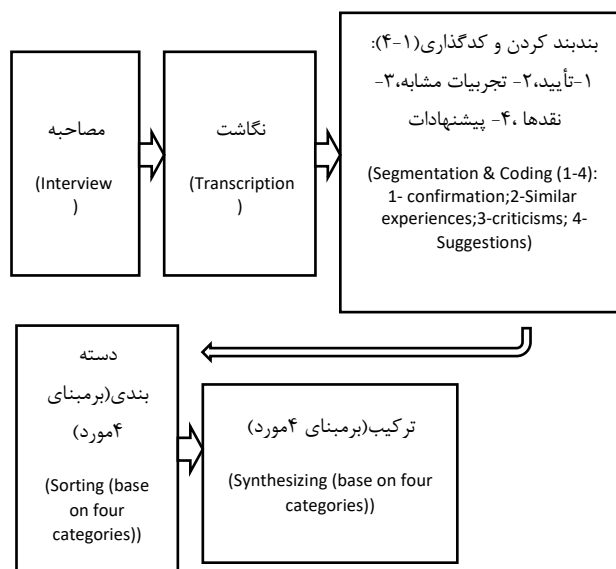 مصاحبه
(Interview
)
نگاشت
(Transcription
)
بندبند کردن و کدگذاری(۱-۴):
۱-تأیید،۲- تجربیات مشابه،۳-
نقدها ،۴- پیشنهادات
(Segmentation & Coding (1-4):
1- confirmation;2-Similar
experiences;3-criticisms; 4-
Suggestions)
دسته
بندی(برمبنای
۴مورد)
(Sorting (base
on four
categories))
ترکیب(برمبنای ۴مورد)
(Synthesizing (base on four
categories))